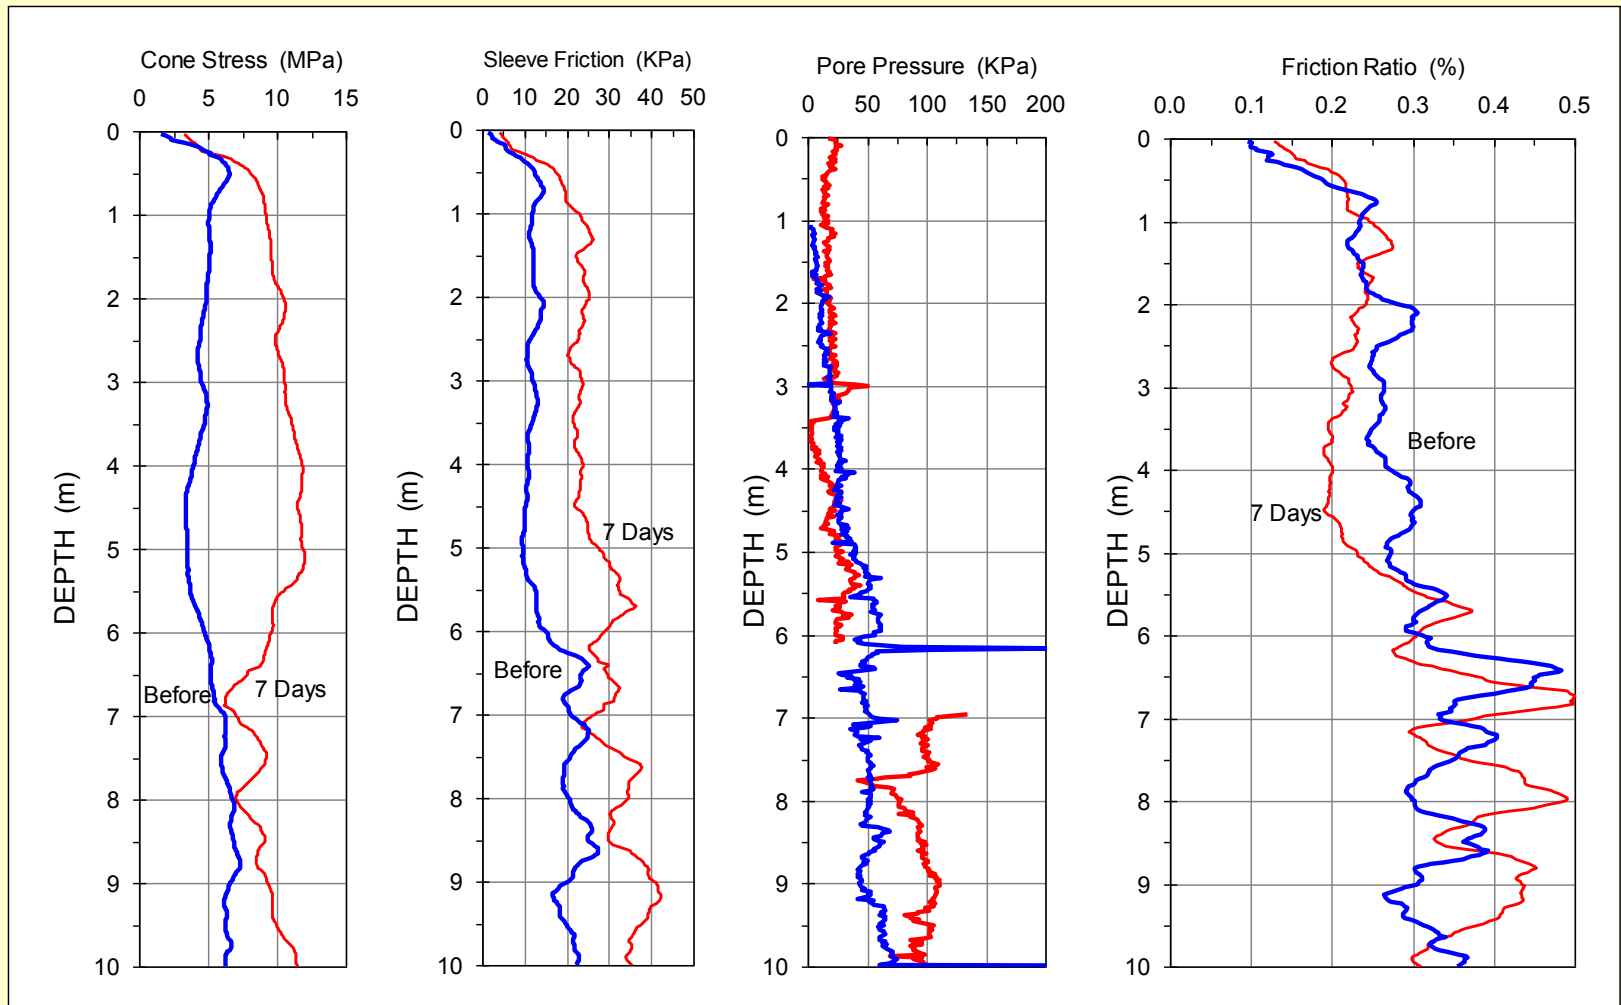 Cone Stress (MPa)
0 5 10 15
0
1
2
3
4
5
6
7
8
9
10
DEPTH (m)
Before
7 Days
Sleeve Friction (KPa)
0 10 20 30 40 50
0
1
2
3
4
5
6
7
8
9
10
DEPTH (m)
7 Days
Before
Pore Pressure (KPa)
0 50 100 150 200
0
1
2
3
4
5
6
7
8
9
10
DEPTH (m)
Friction Ratio (%)
0.0 0.1 0.2 0.3 0.4 0.5
0
1
2
3
4
5
6
7
8
9
10
DEPTH (m)
Before
7 Days